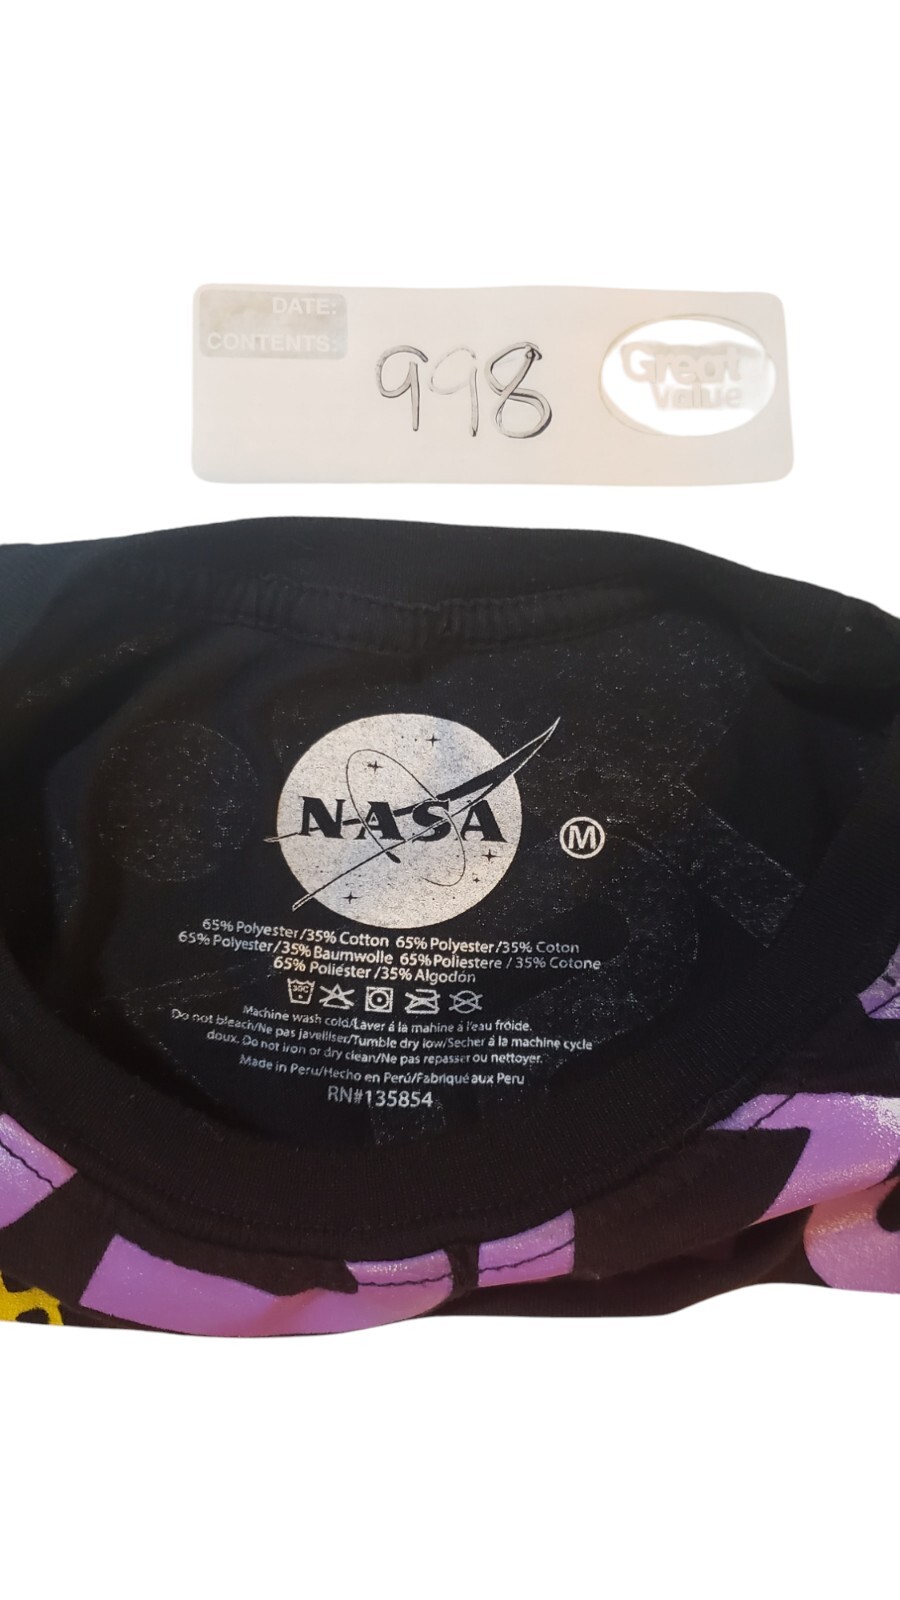 DATE:
CONTENTS:
998
Great
Value
NASA
M
65% Polyester/35% Cotton 65% Polyester/35% Coton
65% Polyester/35% Baumwolle 65% Poliestere / 35% Cotone
65% Poliéster /35% Algodón
30C
Machine wash cold/Laver á la mahine á l'eau froide.
Do not bleach/Ne pas javelliser/Tumble dry low/Secher á la machine cycle
doux. Do not iron or dry clean/Ne pas repasser ou nettoyer.
Made in Peru/Hecho en Perú/Fabriqué aux Peru
RN#135854